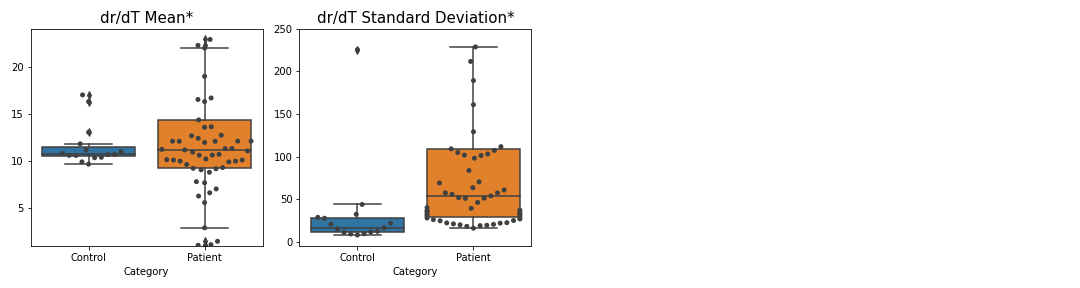 dr/dT Mean*
20
15
10
5
Control
Patient
Category
dr/dT Standard Deviation*
250
200
150
100
50
0
Control
Patient
Category